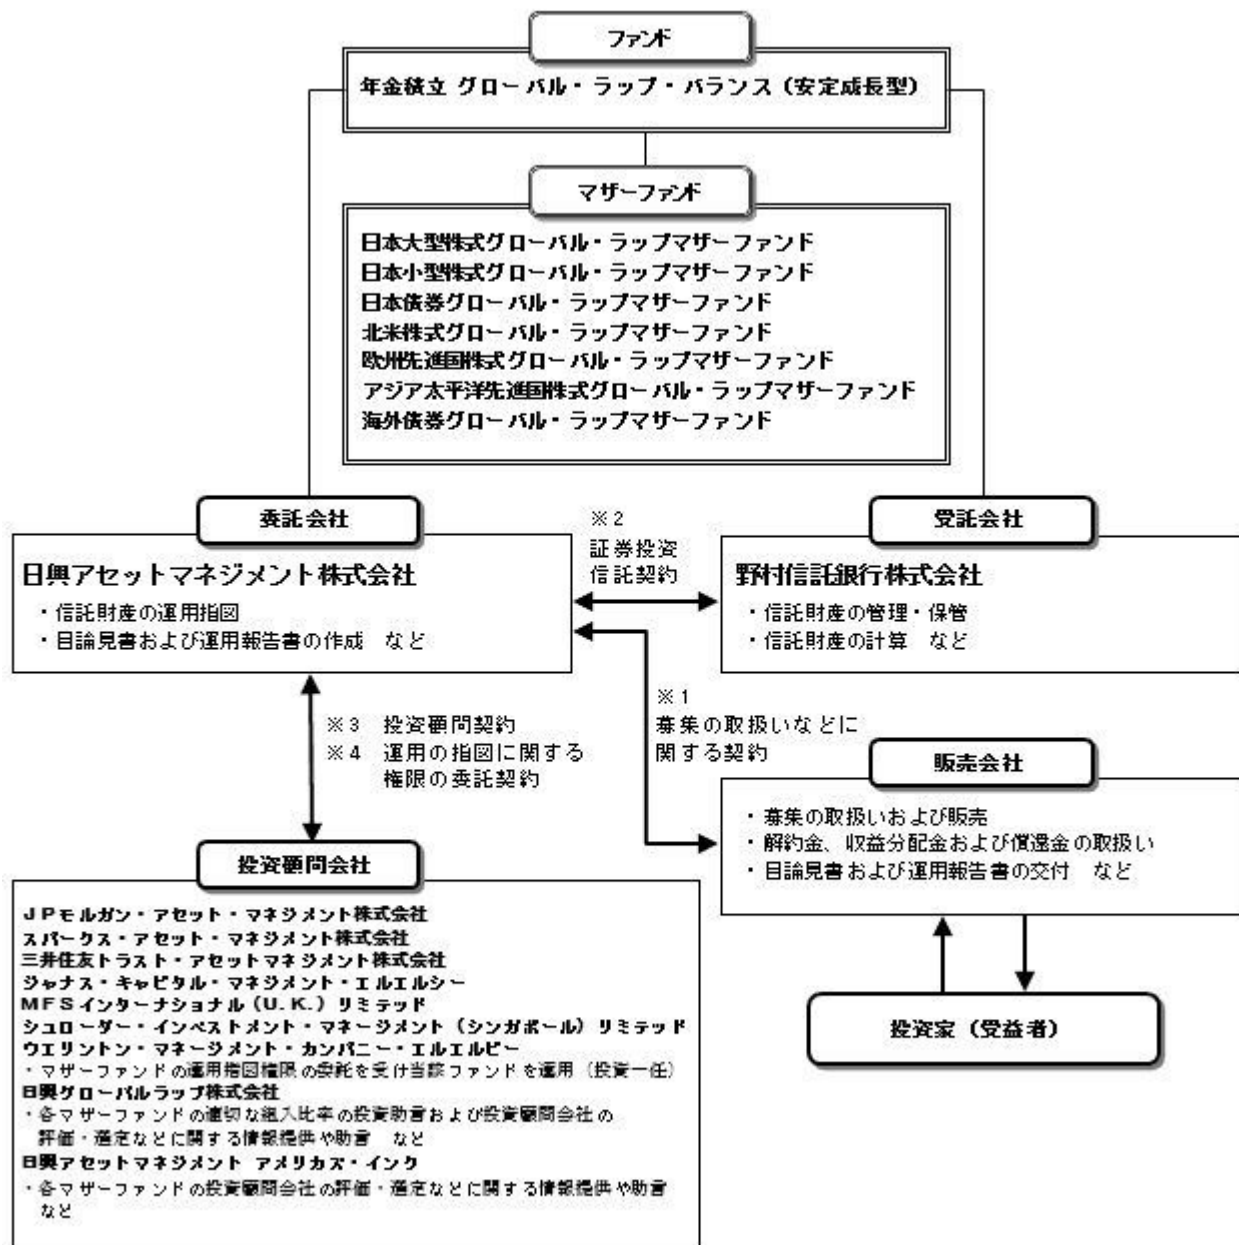 ファンド
年金積立 グローバル・ラップ・バランス（安定成長型）
マザーファンド
日本大型株式グローバル・ラップマザーファンド
日本小型株式グローバル・ラップマザーファンド
日本債券グローバル・ラップマザーファンド
北米株式グローバル・ラップマザーファンド
欧州先進国株式グローバル・ラップマザーファンド
アジア太平洋先進国株式グローバル・ラップマザーファンド
海外債券グローバル・ラップマザーファンド
委託会社
日興アセットマネジメント株式会社
・信託財産の運用指図
・目論見書および運用報告書の作成　など
※２
証券投資
信託契約
受託会社
野村信託銀行株式会社
・信託財産の管理・保管
・信託財産の計算　など
※３　投資顧問契約
※４　運用の指図に関する
権限の委託契約
※１
募集の取扱いなどに
関する契約
販売会社
・募集の取扱いおよび販売
・解約金、収益分配金および償還金の取扱い
・目論見書および運用報告書の交付　など
投資家（受益者）
投資顧問会社
ＪＰモルガン・アセット・マネジメント株式会社
スパークス・アセット・マネジメント株式会社
三井住友トラスト・アセットマネジメント株式会社
ジャナス・キャピタル・マネジメント・エルエルシー
ＭＦＳインターナショナル（Ｕ．Ｋ．）リミテッド
シュローダー・インベストメント・マネージメント（シンガポール）リミテッド
ウエリントン・マネージメント・カンパニー・エルエルピー
・マザーファンドの運用指図権限の委託を受け当該ファンドを運用（投資一任）
日興グローバルラップ株式会社
・各マザーファンドの適切な組入比率の投資助言および投資顧問会社の
評価・選定などに関する情報提供や助言　など
日興アセットマネジメント アメリカズ・インク
・各マザーファンドの投資顧問会社の評価・選定などに関する情報提供や助言
など